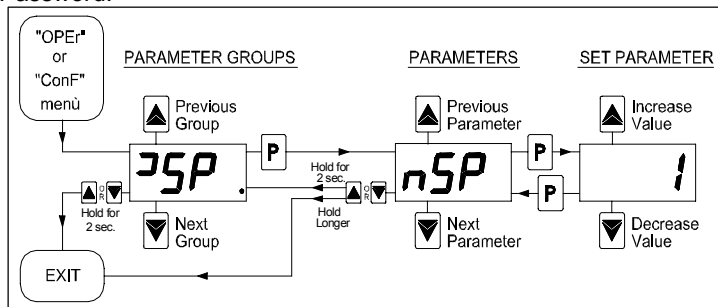 Password.
"OPEr"
or
"ConF"
menù
PARAMETER GROUPS
PARAMETERS
SET PARAMETER
Previous
Group
Previous
Parameter
Increase
Value
P
P
P
SP.
nSP
1
Hold for
2 sec.
OR
Hold
Longer
OR
Hold for
2 sec.
Next
Group
Next
Parameter
Decrease
Value
EXIT